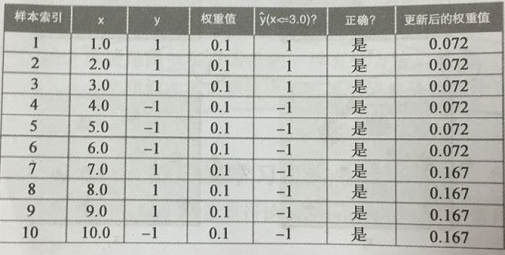 样本索引 x y 权重值 ŷ(x<=3.0)? 正确? 更新后的权重值
1 1.0 1 0.1 1 是 0.072
2 2.0 1 0.1 1 是 0.072
3 3.0 1 0.1 1 是 0.072
4 4.0 −1 0.1 −1 是 0.072
5 5.0 −1 0.1 −1 是 0.072
6 6.0 −1 0.1 −1 是 0.072
7 7.0 1 0.1 −1 是 0.167
8 8.0 1 0.1 −1 是 0.167
9 9.0 1 0.1 −1 是 0.167
10 10.0 −1 0.1 −1 是 0.167